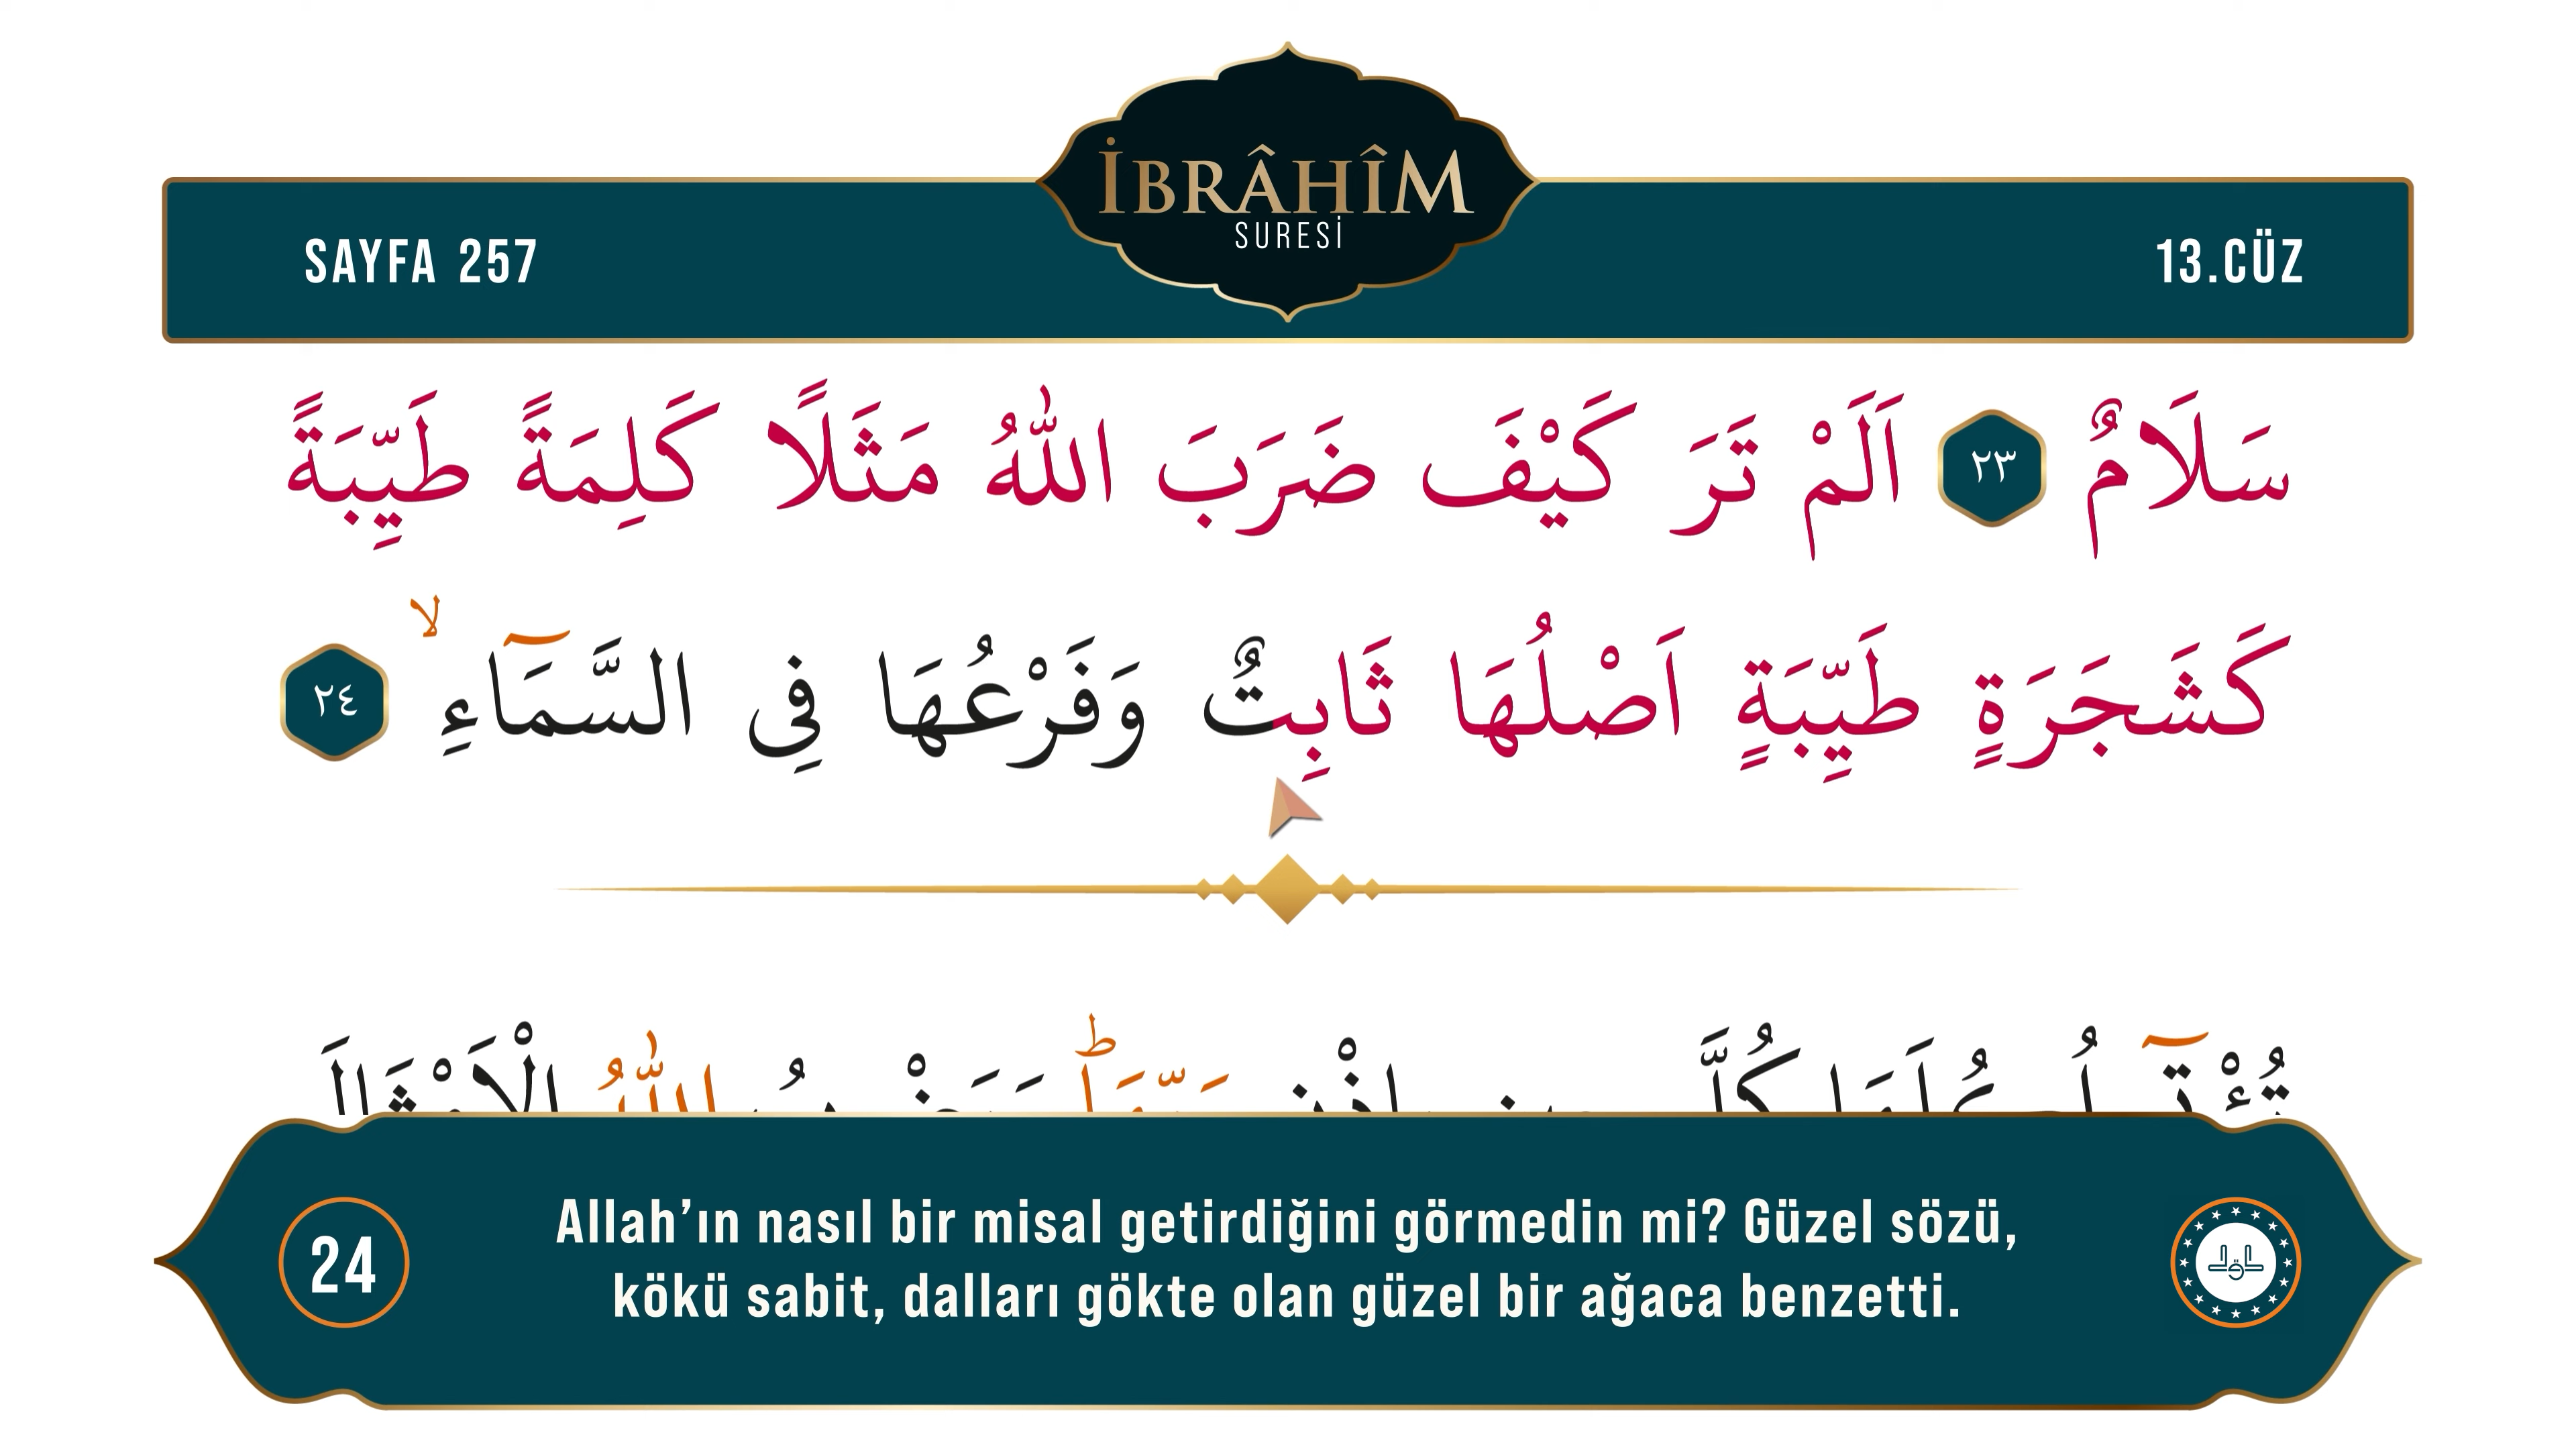 İBRÂHÎM
SURESİ
SAYFA 257
13.CÜZ
سَلَامٌ ٢٣ اَلَمْ تَرَ كَيْفَ ضَرَبَ اللّٰهُ مَثَلًا كَلِمَةً طَيِّبَةً
كَشَجَرَةٍ طَيِّبَةٍ اَصْلُهَا ثَابِتٌ وَفَرْعُهَا فِى السَّمَٓاءِ ۙ ٢٤
24
Allah’ın nasıl bir misal getirdiğini görmedin mi? Güzel sözü,
kökü sabit, dalları gökte olan güzel bir ağaca benzetti.